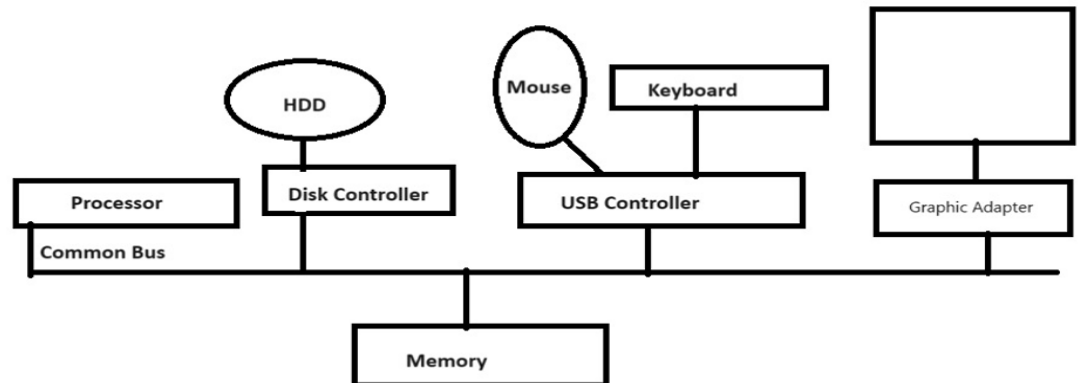 Mouse
Keyboard
HDD
Processor
Disk Controller
USB Controller
Graphic Adapter
Common Bus
Memory